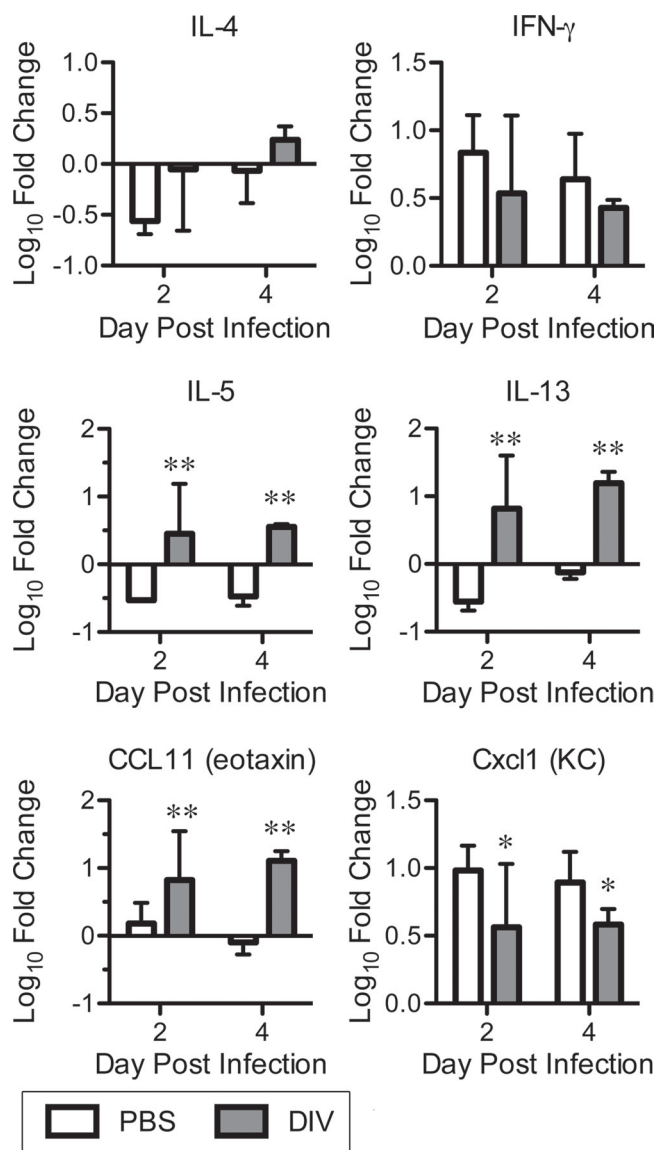 IL-4
Log10 Fold Change
1.0
0.5
0.0
-0.5
-1.0
2 4
Day Post Infection
IFN-γ
Log10 Fold Change
1.5
1.0
0.5
0.0
2 4
Day Post Infection
IL-5
Log10 Fold Change
2
1
0
-1
** **
2 4
Day Post Infection
IL-13
Log10 Fold Change
2
1
0
-1
** **
2 4
Day Post Infection
CCL11 (eotaxin)
Log10 Fold Change
2
1
0
-1
** **
2 4
Day Post Infection
Cxcl1 (KC)
Log10 Fold Change
1.5
1.0
0.5
0.0
* *
2 4
Day Post Infection
PBS DIV